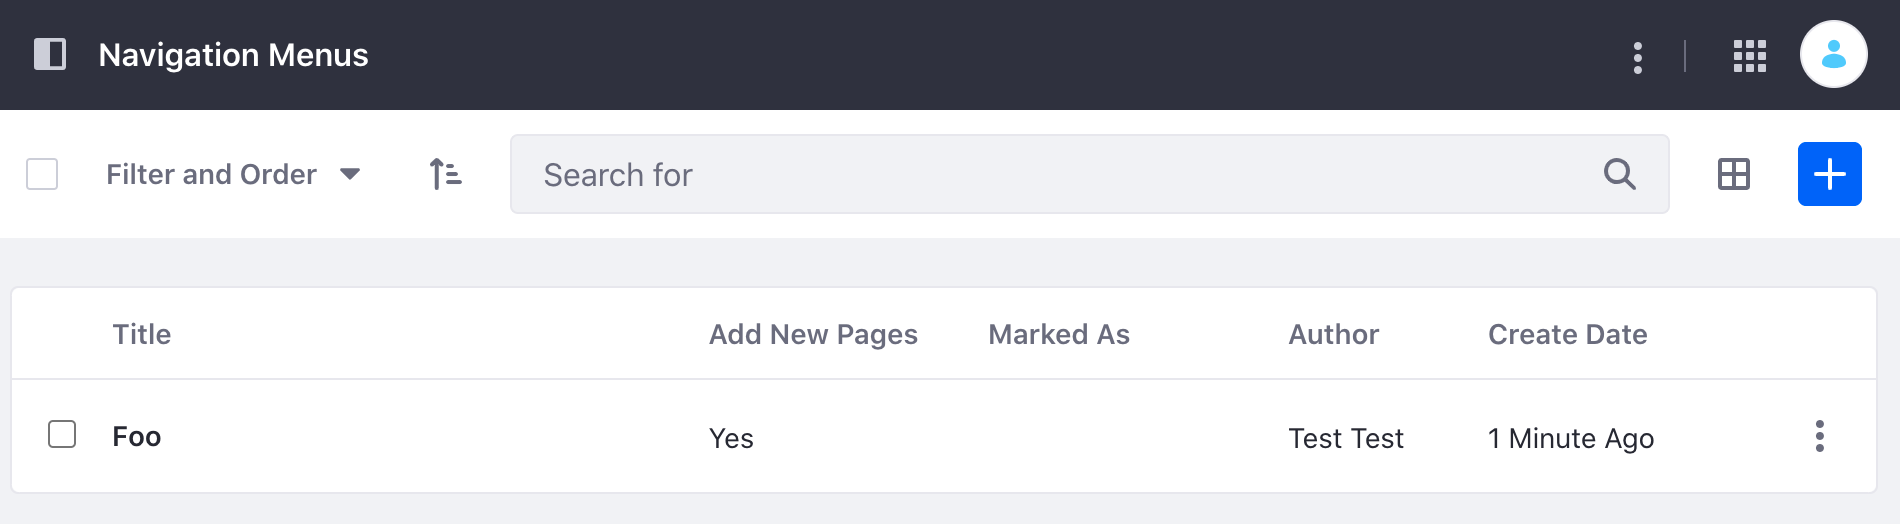 Navigation Menus
Filter and Order
Search for
Title Add New Pages Marked As Author Create Date
Foo Yes Test Test 1 Minute Ago